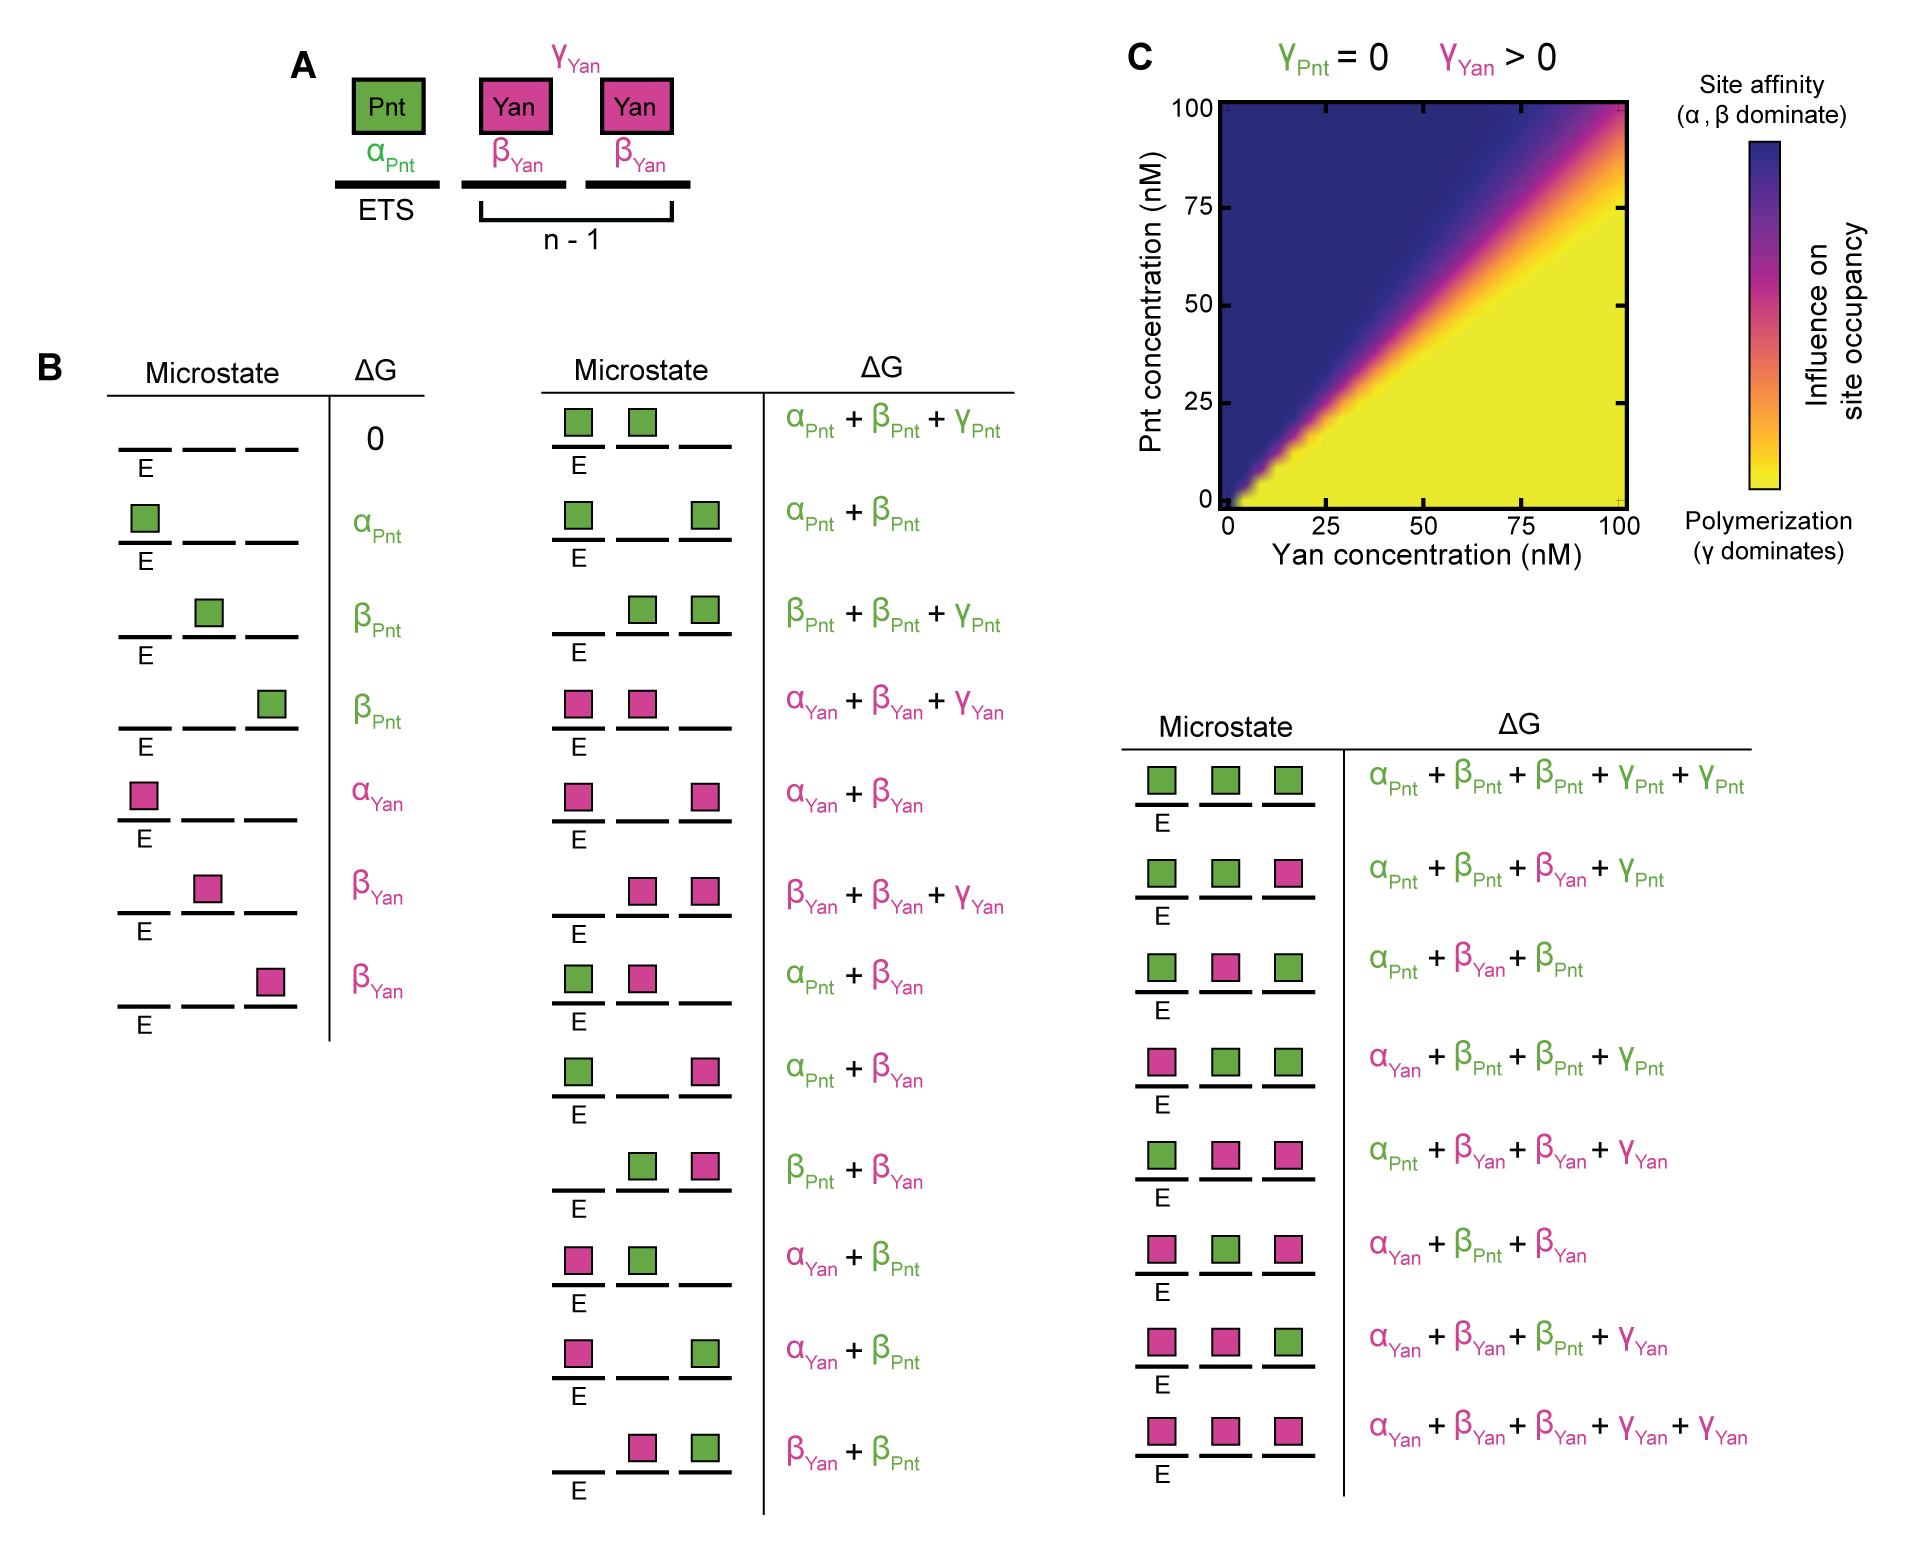 A
γYan
Pnt Yan Yan
αPnt βYan βYan
ETS
n - 1
B
Microstate ΔG
E 0
E αPnt
E βPnt
E βPnt
E αYan
E βYan
E βYan
Microstate ΔG
E αPnt + βPnt + γPnt
E αPnt + βPnt
E βPnt + βPnt + γPnt
E αYan + βYan + γYan
E αYan + βYan
E βYan + βYan + γYan
E αPnt + βYan
E αPnt + βYan
E βPnt + βYan
E αYan + βPnt
E αYan + βPnt
E βYan + βPnt
C
γPnt = 0 γYan > 0
Pnt concentration (nM)
100
75
50
25
0
0 25 50 75 100
Yan concentration (nM)
Site affinity
(α , β dominate)
Influence on
site occupancy
Polymerization
(γ dominates)
Microstate ΔG
E αPnt + βPnt + βPnt + γPnt + γPnt
E αPnt + βPnt + βYan + γPnt
E αPnt + βYan + βPnt
E αYan + βPnt + βPnt + γPnt
E αPnt + βYan + βYan + γYan
E αYan + βPnt + βYan
E αYan + βYan + βPnt + γYan
E αYan + βYan + βYan + γYan + γYan